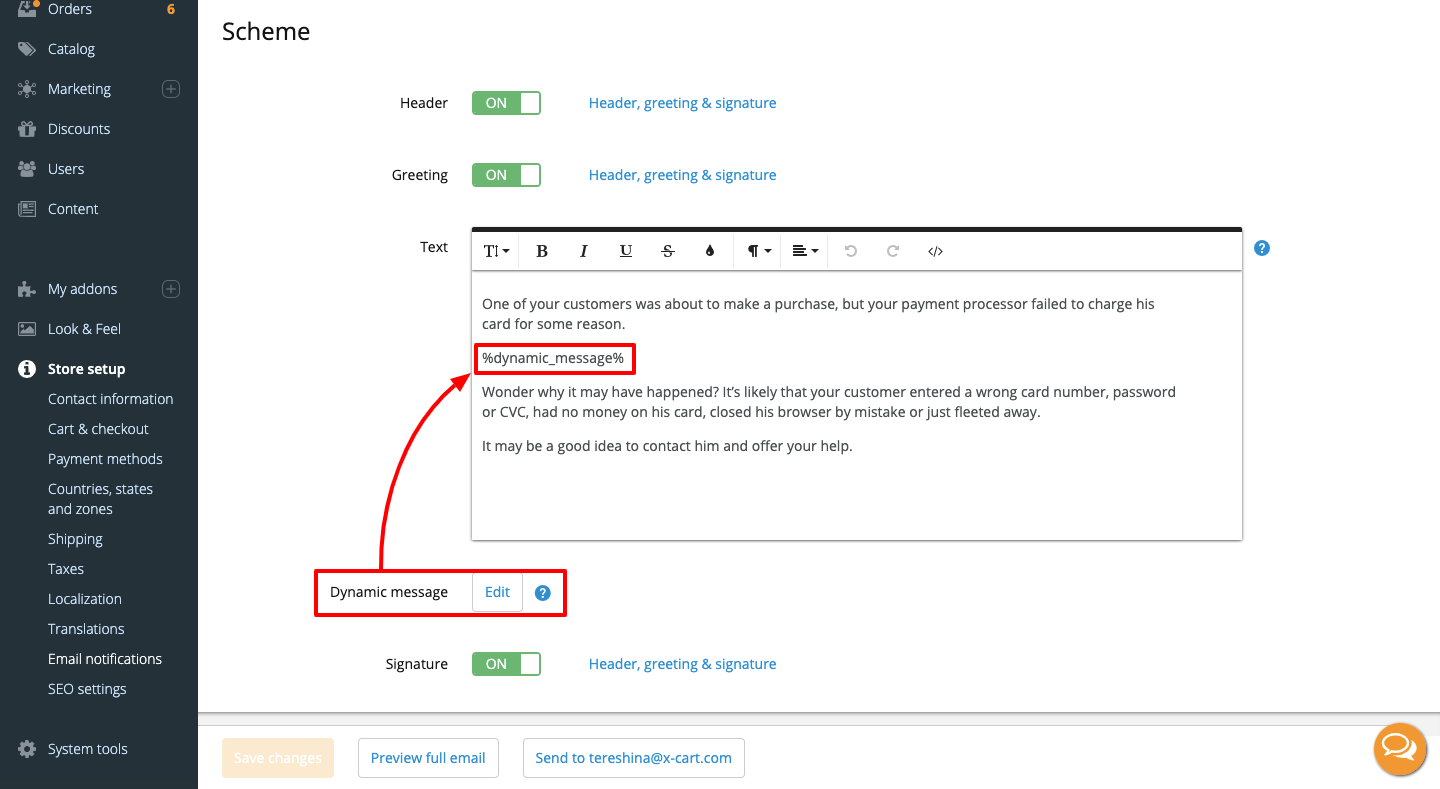 Orders 6
Catalog
Marketing
Discounts
Users
Content
My addons
Look & Feel
Store setup
Contact information
Cart & checkout
Payment methods
Countries, states
and zones
Shipping
Taxes
Localization
Translations
Email notifications
SEO settings
System tools
Scheme
Header ON Header, greeting & signature
Greeting ON Header, greeting & signature
Text
B I U S
One of your customers was about to make a purchase, but your payment processor failed to charge his
card for some reason.
%dynamic_message%
Wonder why it may have happened? It's likely that your customer entered a wrong card number, password
or CVC, had no money on his card, closed his browser by mistake or just fleeted away.
It may be a good idea to contact him and offer your help.
Dynamic message Edit ?
Signature ON Header, greeting & signature
Save changes Preview full email Send to tereshina@x-cart.com